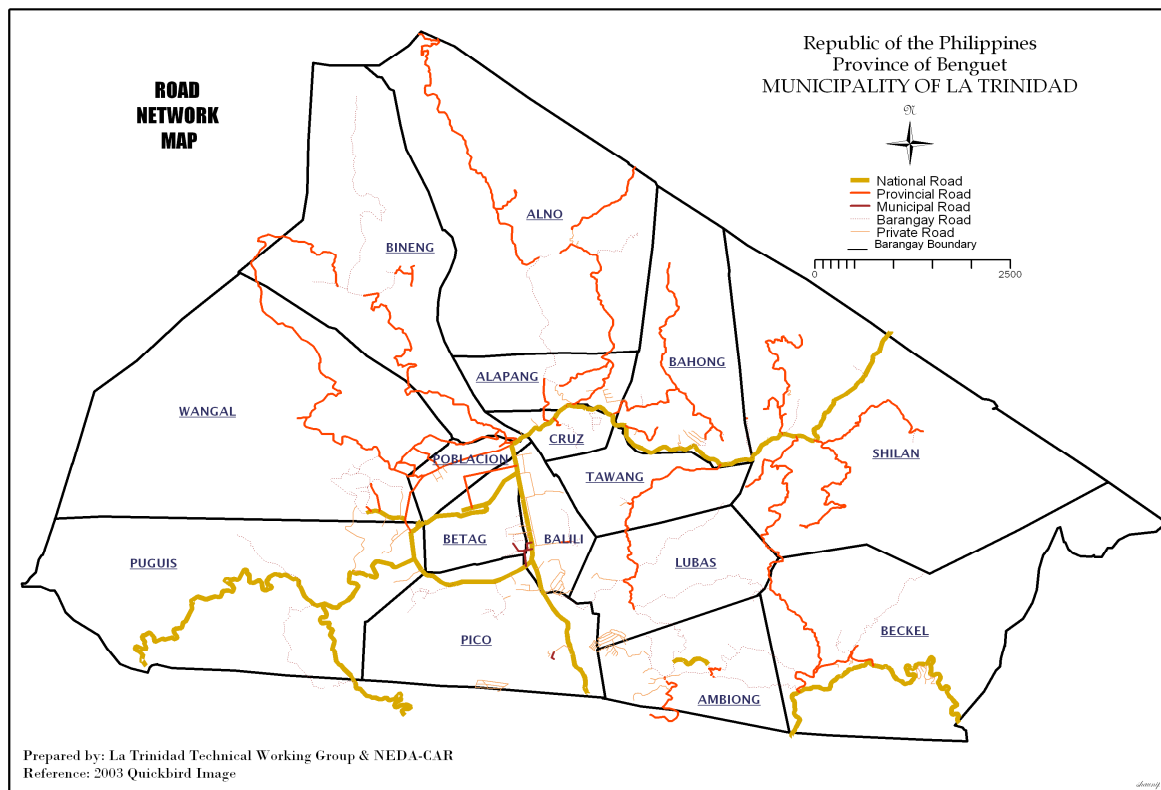 Republic of the Philippines
Province of Benguet
MUNICIPALITY OF LA TRINIDAD
ROAD
NETWORK
MAP
N
National Road
Provincial Road
Municipal Road
Barangay Road
Private Road
Barangay Boundary
0 2500
ALNO
BINENG
BAHONG
ALAPANG
WANGAL
CRUZ
SHILAN
POBLACION
TAWANG
BETAG
BALILI
PUGUIS
LUBAS
BECKEL
PICO
AMBIONG
Prepared by: La Trinidad Technical Working Group & NEDA-CAR
Reference: 2003 Quickbird Image